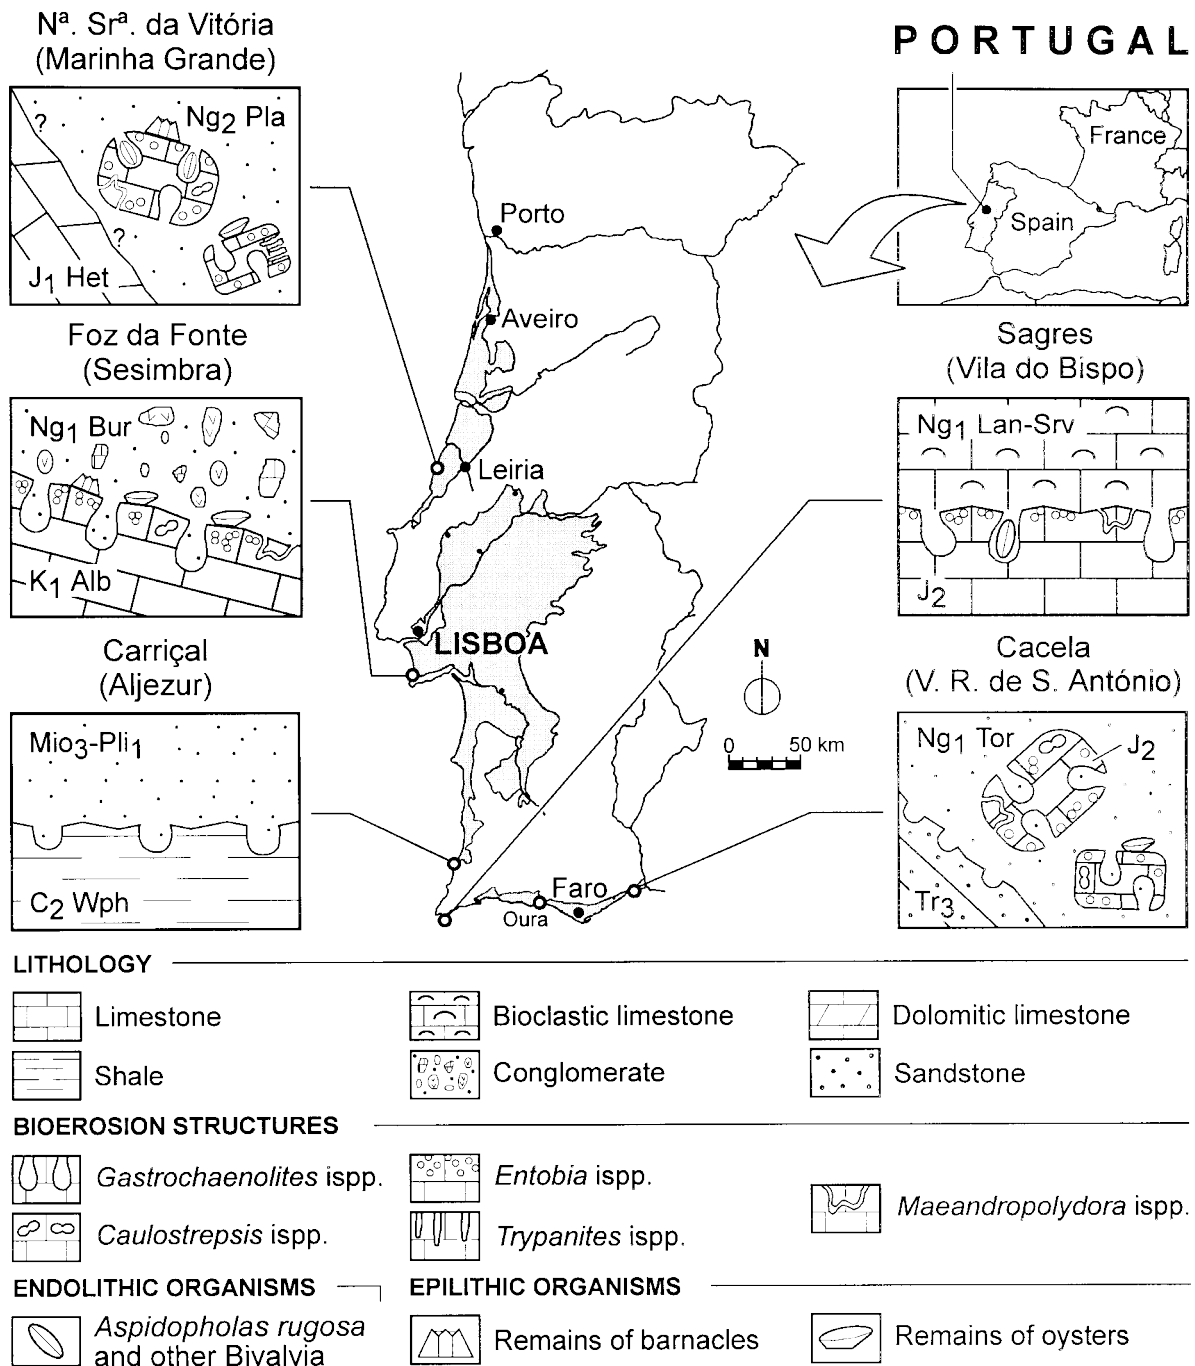 Nª. Srª. da Vitória
(Marinha Grande)
Ng2 Pla
?
?
J1 Het
Foz da Fonte
(Sesimbra)
Ng1 Bur
K1 Alb
Carriçal
(Aljezur)
Mio3-Pli1
C2 Wph
Porto
Aveiro
Leiria
LISBOA
Faro
Oura
N
0 50 km
PORTUGAL
France
Spain
Sagres
(Vila do Bispo)
Ng1 Lan-Srv
J2
Cacela
(V. R. de S. António)
Ng1 Tor
J2
Tr3
LITHOLOGY
Limestone
Bioclastic limestone
Dolomitic limestone
Shale
Conglomerate
Sandstone
BIOEROSION STRUCTURES
Gastrochaenolites ispp.
Entobia ispp.
Maeandropolydora ispp.
Caulostrepsis ispp.
Trypanites ispp.
ENDOLITHIC ORGANISMS
EPILITHIC ORGANISMS
Aspidopholas rugosa
and other Bivalvia
Remains of barnacles
Remains of oysters